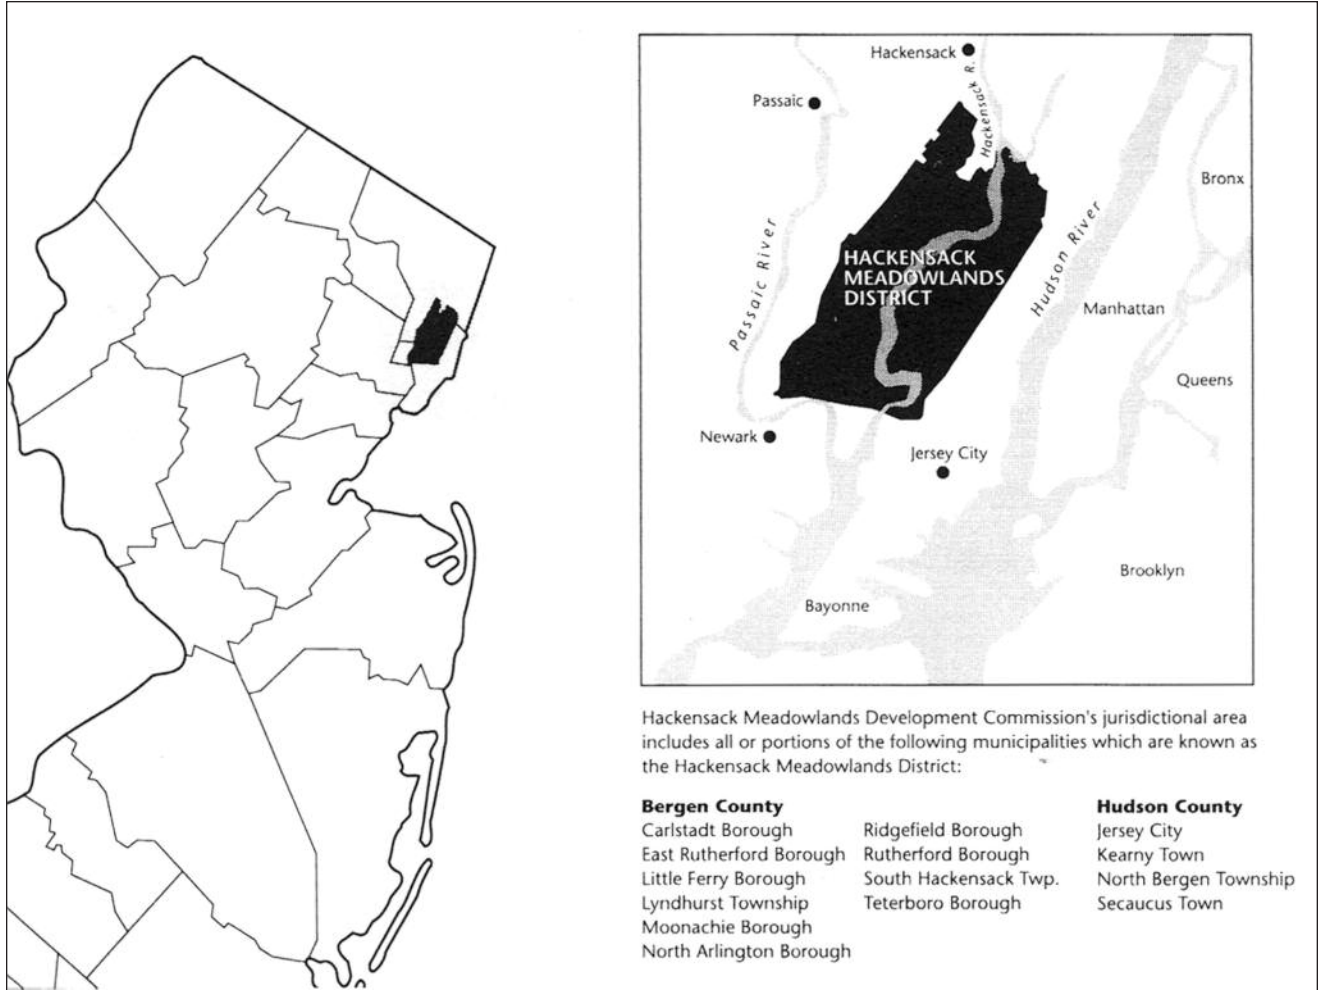 Hackensack
Passaic
Hackensack R.
Bronx
Passaic River
HACKENSACK
MEADOWLANDS
DISTRICT
Hudson River
Manhattan
Queens
Newark
Jersey City
Brooklyn
Bayonne
Hackensack Meadowlands Development Commission's jurisdictional area
includes all or portions of the following municipalities which are known as
the Hackensack Meadowlands District:
Bergen County
Carlstadt Borough
East Rutherford Borough
Little Ferry Borough
Lyndhurst Township
Moonachie Borough
North Arlington Borough
Ridgefield Borough
Rutherford Borough
South Hackensack Twp.
Teterboro Borough
Hudson County
Jersey City
Kearny Town
North Bergen Township
Secaucus Town